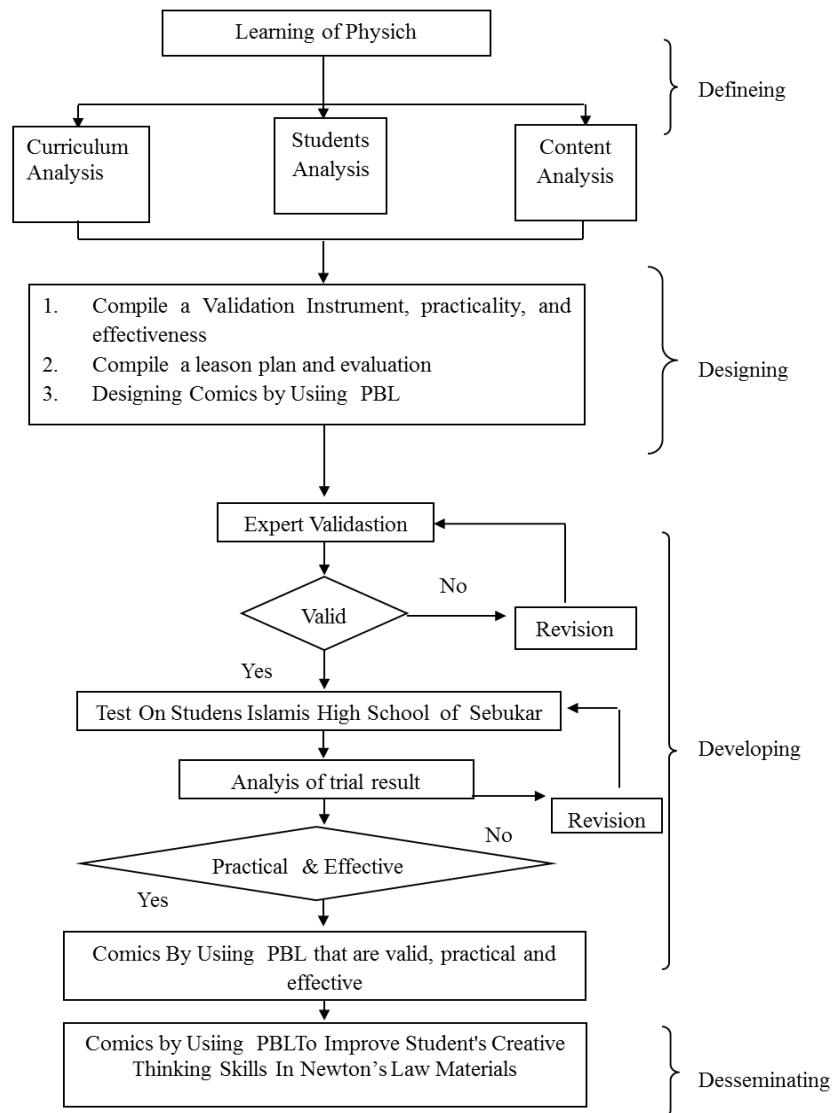 Learning of Physich
Defineing
Curriculum
Analysis
Students
Analysis
Content
Analysis
1. Compile a Validation Instrument, practicality, and
effectiveness
2. Compile a leason plan and evaluation
3. Designing Comics by Usiing PBL
Designing
Expert Validastion
No
Valid
Revision
Yes
Test On Studens Islamis High School of Sebukar
Developing
Analyis of trial result
Revision
No
Practical & Effective
Yes
Comics By Usiing PBL that are valid, practical and
effective
Comics by Usiing PBLTo Improve Student's Creative
Thinking Skills In Newton's Law Materials
Desseminating